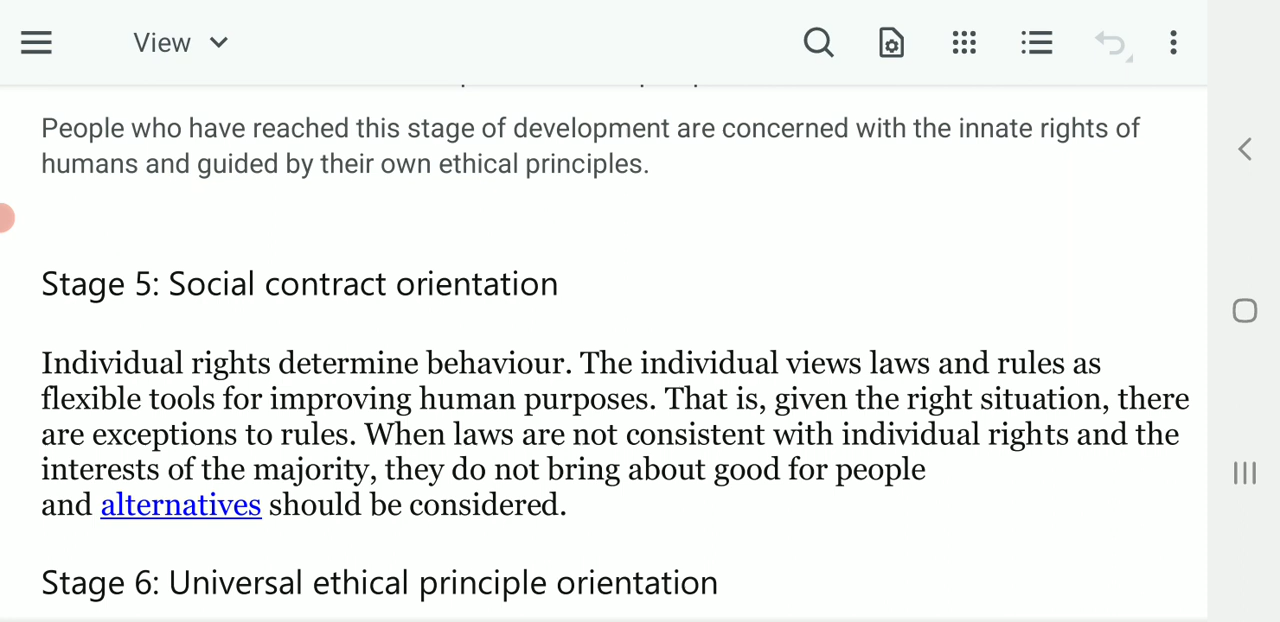 View
People who have reached this stage of development are concerned with the innate rights of
humans and guided by their own ethical principles.
Stage 5: Social contract orientation
Individual rights determine behaviour. The individual views laws and rules as
flexible tools for improving human purposes. That is, given the right situation, there
are exceptions to rules. When laws are not consistent with individual rights and the
interests of the majority, they do not bring about good for people
and alternatives should be considered.
Stage 6: Universal ethical principle orientation